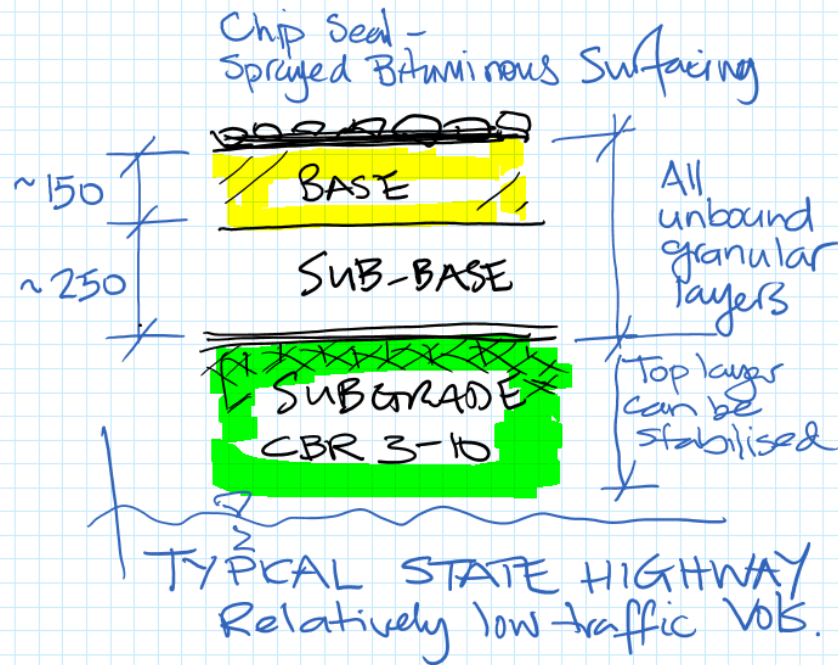 Chip Seal -
Sprayed Bituminous Surfacing
~150
BASE
All
unbound
granular
layers
~250
SUB-BASE
SUBGRADE
CBR 3-10
Top layer
can be
stabilised
TYPICAL STATE HIGHWAY
Relatively low traffic Vols.